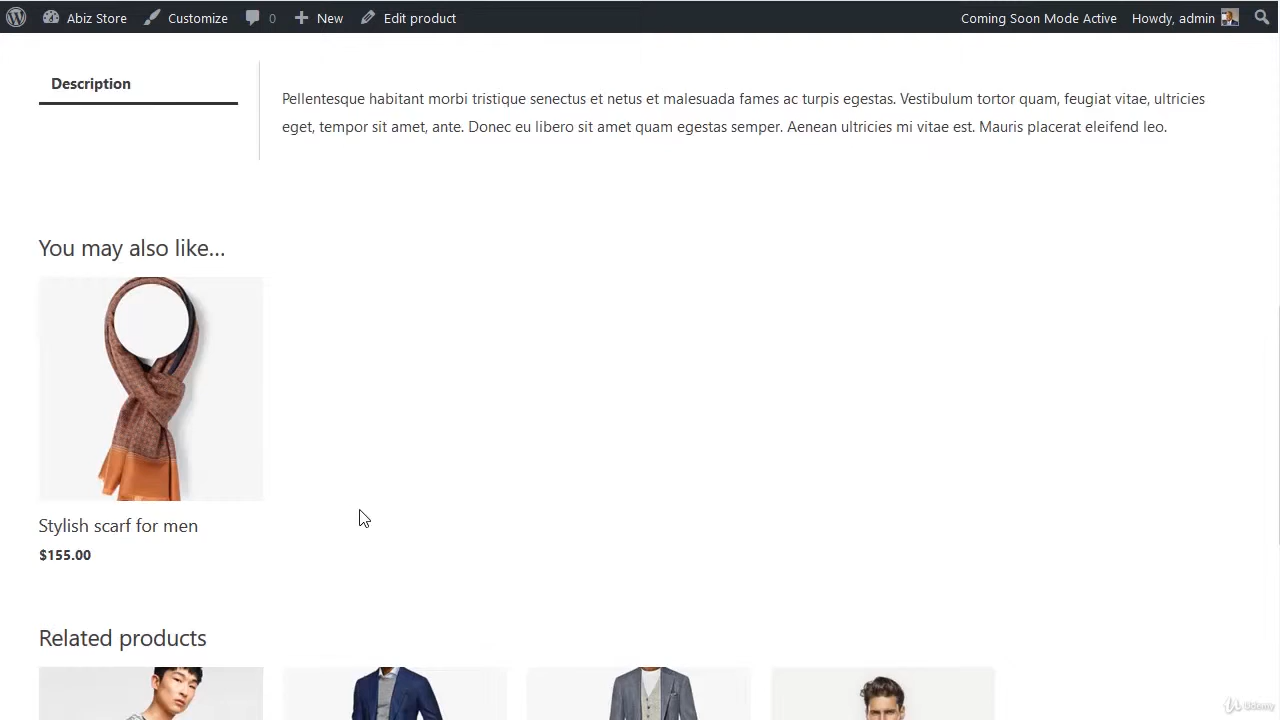 Abiz Store Customize 0 New Edit product Coming Soon Mode Active Howdy, admin
Description
Pellentesque habitant morbi tristique senectus et netus et malesuada fames ac turpis egestas. Vestibulum tortor quam, feugiat vitae, ultricies
eget, tempor sit amet, ante. Donec eu libero sit amet quam egestas semper. Aenean ultricies mi vitae est. Mauris placerat eleifend leo.
You may also like…
Stylish scarf for men
$155.00
Related products
Udemy